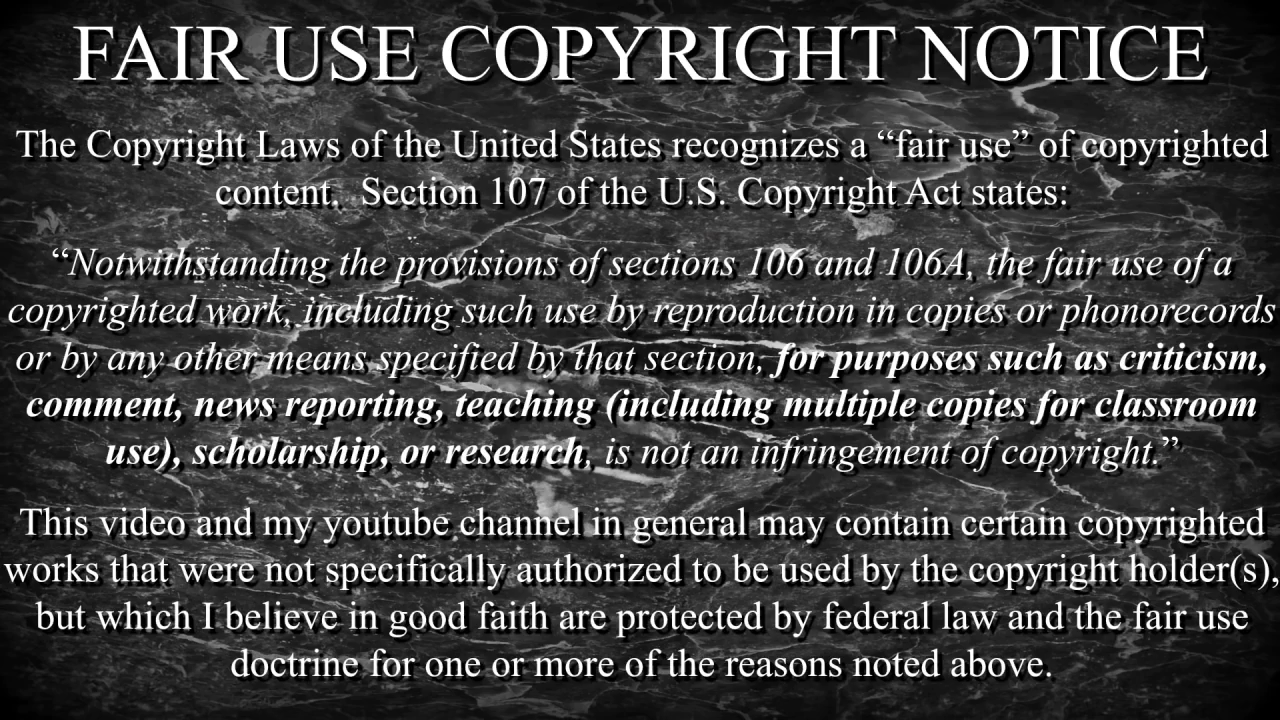 FAIR USE COPYRIGHT NOTICE
The Copyright Laws of the United States recognizes a “fair use” of copyrighted
content.  Section 107 of the U.S. Copyright Act states:
“Notwithstanding the provisions of sections 106 and 106A, the fair use of a
copyrighted work, including such use by reproduction in copies or phonorecords
or by any other means specified by that section, for purposes such as criticism,
comment, news reporting, teaching (including multiple copies for classroom
use), scholarship, or research, is not an infringement of copyright.”
This video and my youtube channel in general may contain certain copyrighted
works that were not specifically authorized to be used by the copyright holder(s),
but which I believe in good faith are protected by federal law and the fair use
doctrine for one or more of the reasons noted above.